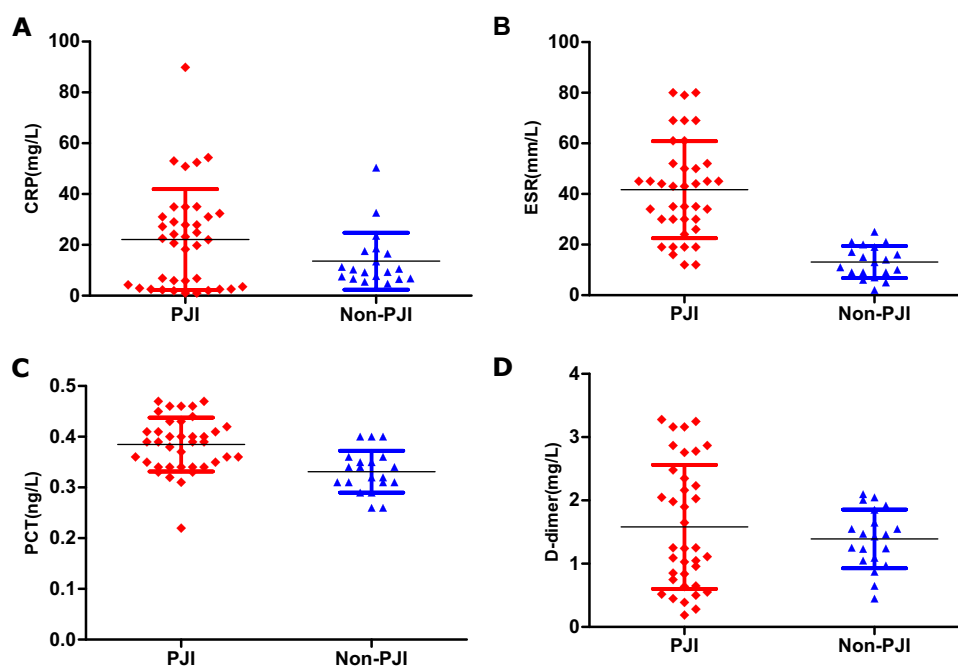 A
CRP(mg/L)
100
80
60
40
20
0
PJI
Non-PJI
B
ESR(mm/L)
100
80
60
40
20
0
PJI
Non-PJI
C
PCT(ng/L)
0.5
0.4
0.3
0.2
0.1
0.0
PJI
Non-PJI
D
D-dimer(mg/L)
4
3
2
1
0
PJI
Non-PJI